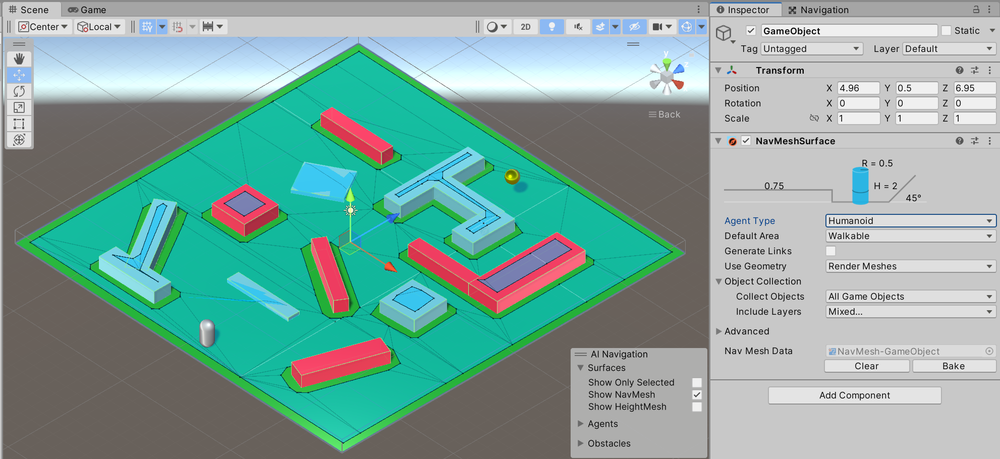 Scene
Game
Center
Local
2D
y
z
x
Back
AI Navigation
Surfaces
Show Only Selected
Show NavMesh
Show HeightMesh
Agents
Obstacles
Inspector
Navigation
GameObject
Static
Tag Untagged Layer Default
Transform
Position X 4.96 Y 0.5 Z 6.95
Rotation X 0 Y 0 Z 0
Scale X 1 Y 1 Z 1
NavMeshSurface
R = 0.5
0.75
H = 2
45°
Agent Type Humanoid
Default Area Walkable
Generate Links
Use Geometry Render Meshes
Object Collection
Collect Objects All Game Objects
Include Layers Mixed...
Advanced
Nav Mesh Data NavMesh-GameObject
Clear Bake
Add Component